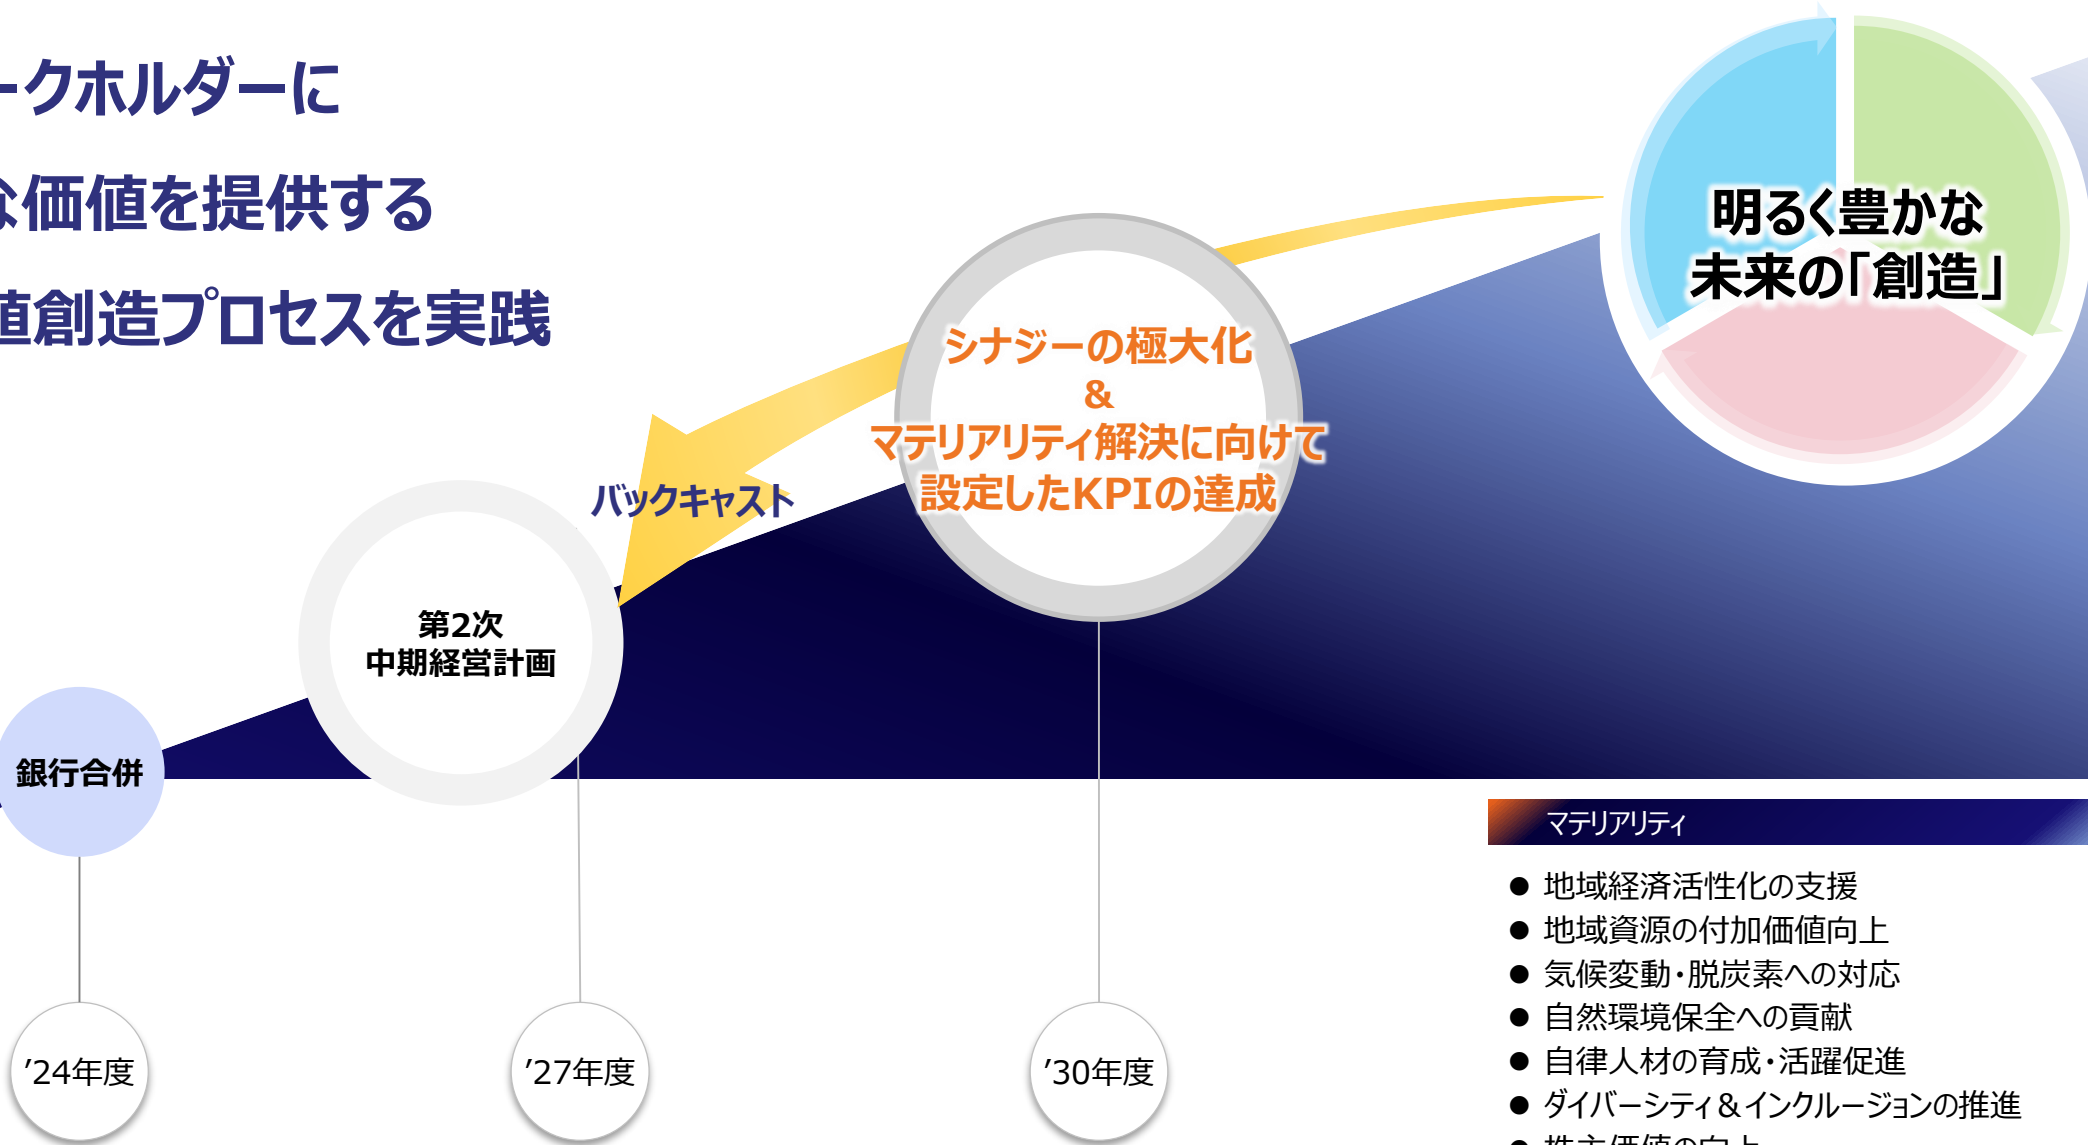 ークホルダーに
な価値を提供する
値創造プロセスを実践
明るく豊かな
未来の「創造」
シナジーの極大化
&
マテリアリティ解決に向けて
設定したKPIの達成
バックキャスト
第2次
中期経営計画
銀行合併
’24年度
’27年度
’30年度
マテリアリティ
● 地域経済活性化の支援
● 地域資源の付加価値向上
● 気候変動・脱炭素への対応
● 自然環境保全への貢献
● 自律人材の育成・活躍促進
● ダイバーシティ＆インクルージョンの推進
● 株主価値の向上